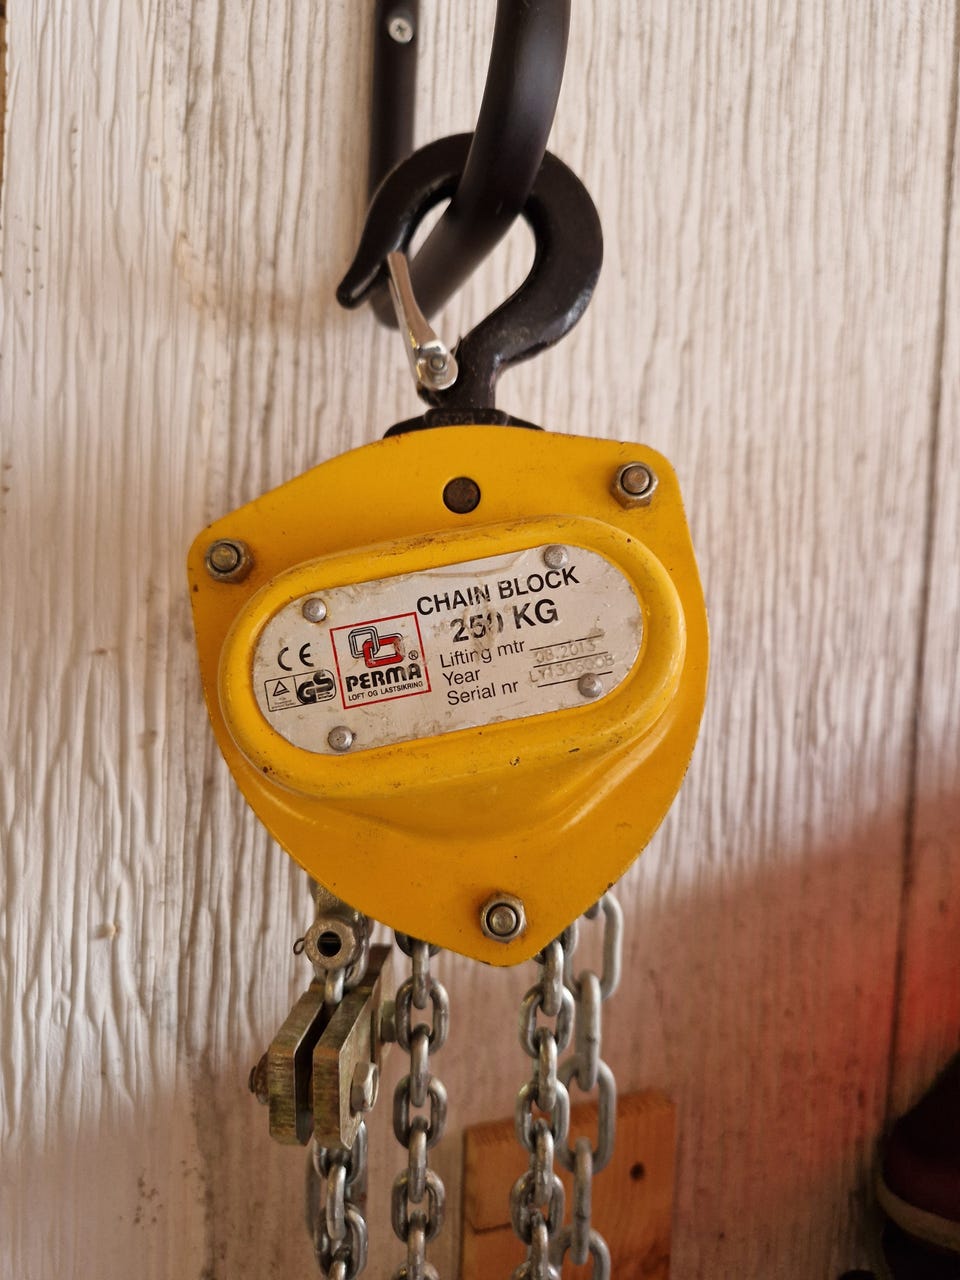 CHAIN BLOCK
250 KG
Lifting mtr
Year 08.2013
Serial nr
CE
PERMA®
LOFT OG LASTSIKRING
GS